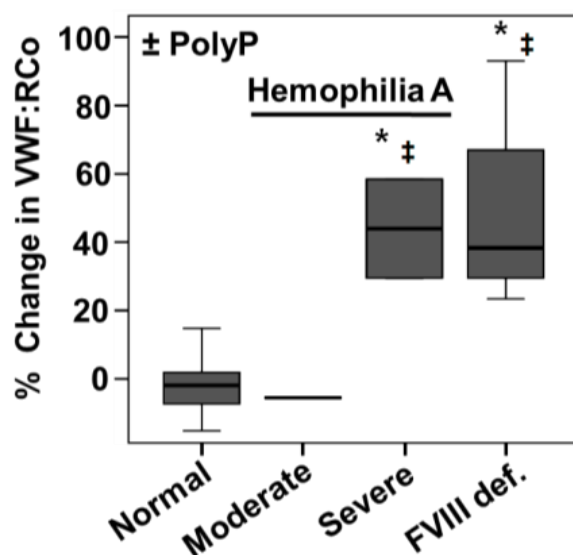 % Change in VWF:RCo
100
80
60
40
20
0
± PolyP
Hemophilia A
* ‡
* ‡
Normal
Moderate
Severe
FVIII def.